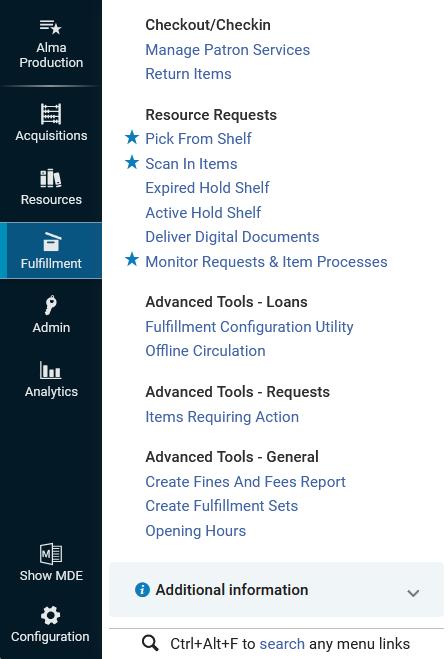 Alma
Production
Acquisitions
Resources
Fulfillment
Admin
Analytics
Show MDE
Configuration
Checkout/Checkin
Manage Patron Services
Return Items
Resource Requests
Pick From Shelf
Scan In Items
Expired Hold Shelf
Active Hold Shelf
Deliver Digital Documents
Monitor Requests & Item Processes
Advanced Tools - Loans
Fulfillment Configuration Utility
Offline Circulation
Advanced Tools - Requests
Items Requiring Action
Advanced Tools - General
Create Fines And Fees Report
Create Fulfillment Sets
Opening Hours
Additional information
Ctrl+Alt+F to search any menu links